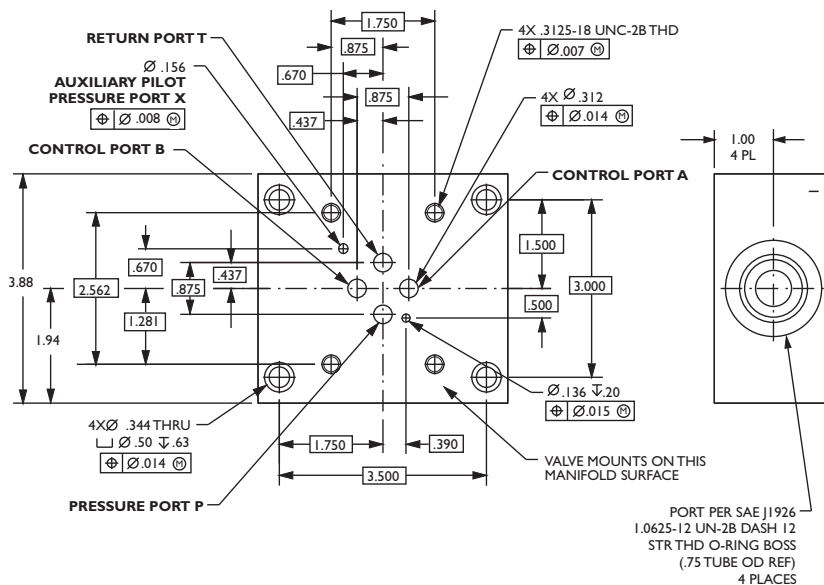 1.750
.875
.670
.875
.437
RETURN PORT T
Ø .156
AUXILIARY PILOT
PRESSURE PORT X
⌖ Ø .008 Ⓜ
CONTROL PORT B
4X .3125-18 UNC-2B THD
⌖ Ø.007 Ⓜ
4X Ø .312
⌖ Ø.014 Ⓜ
CONTROL PORT A
1.00
4 PL
3.88
1.94
2.562
.670
1.281
.875
.437
1.500
.500
3.000
4XØ .344 THRU
⌴ Ø .50 ↧.63
⌖ Ø.014 Ⓜ
PRESSURE PORT P
1.750
.390
3.500
Ø.136 ↧.20
⌖ Ø.015 Ⓜ
VALVE MOUNTS ON THIS
MANIFOLD SURFACE
PORT PER SAE J1926
1.0625-12 UN-2B DASH 12
STR THD O-RING BOSS
(.75 TUBE OD REF)
4 PLACES